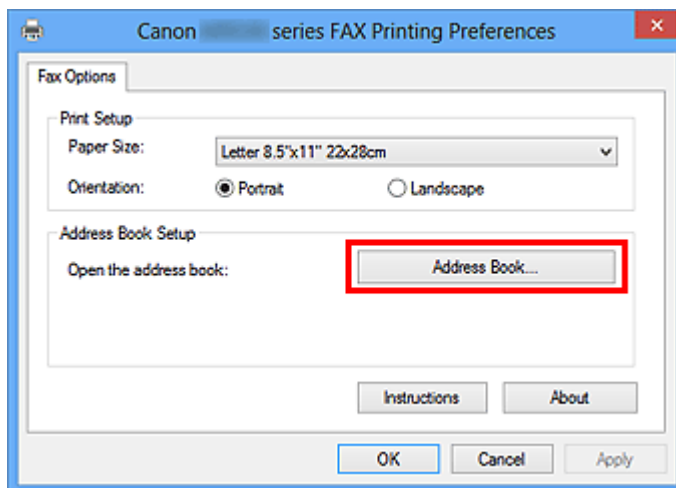 Canon series FAX Printing Preferences
Fax Options
Print Setup
Paper Size: Letter 8.5"x11" 22x28cm
Orientation: Portrait Landscape
Address Book Setup
Open the address book: Address Book...
Instructions About
OK Cancel Apply